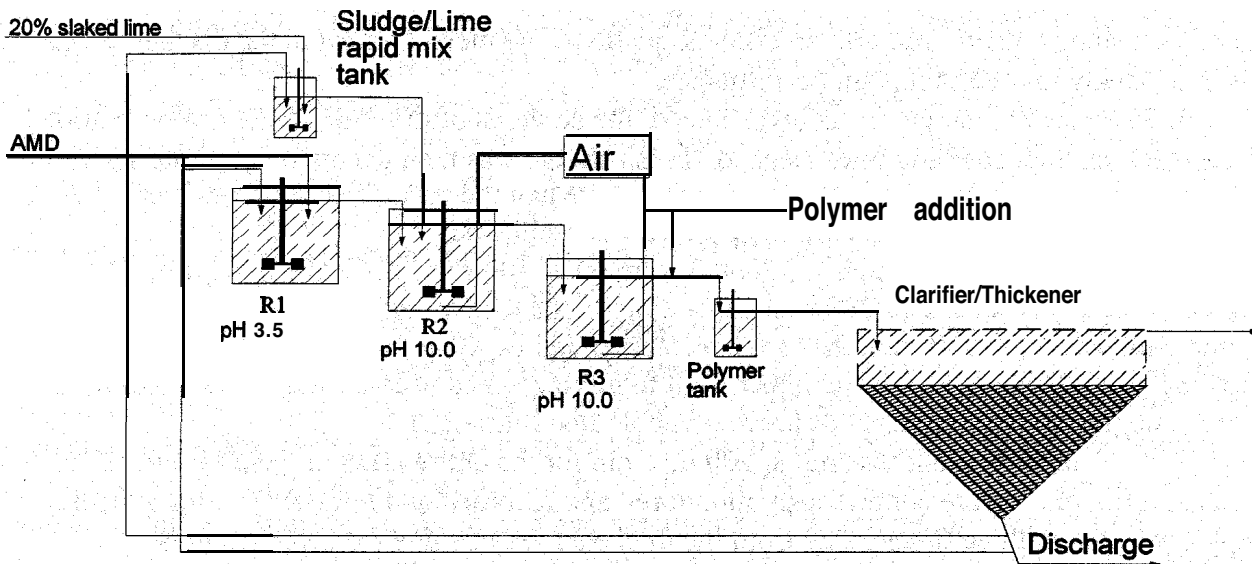 20% slaked lime
Sludge/Lime
rapid mix
tank
AMD
Air
Polymer addition
R1
pH 3.5
R2
pH 10.0
R3
pH 10.0
Polymer
tank
Clarifier/Thickener
Discharge